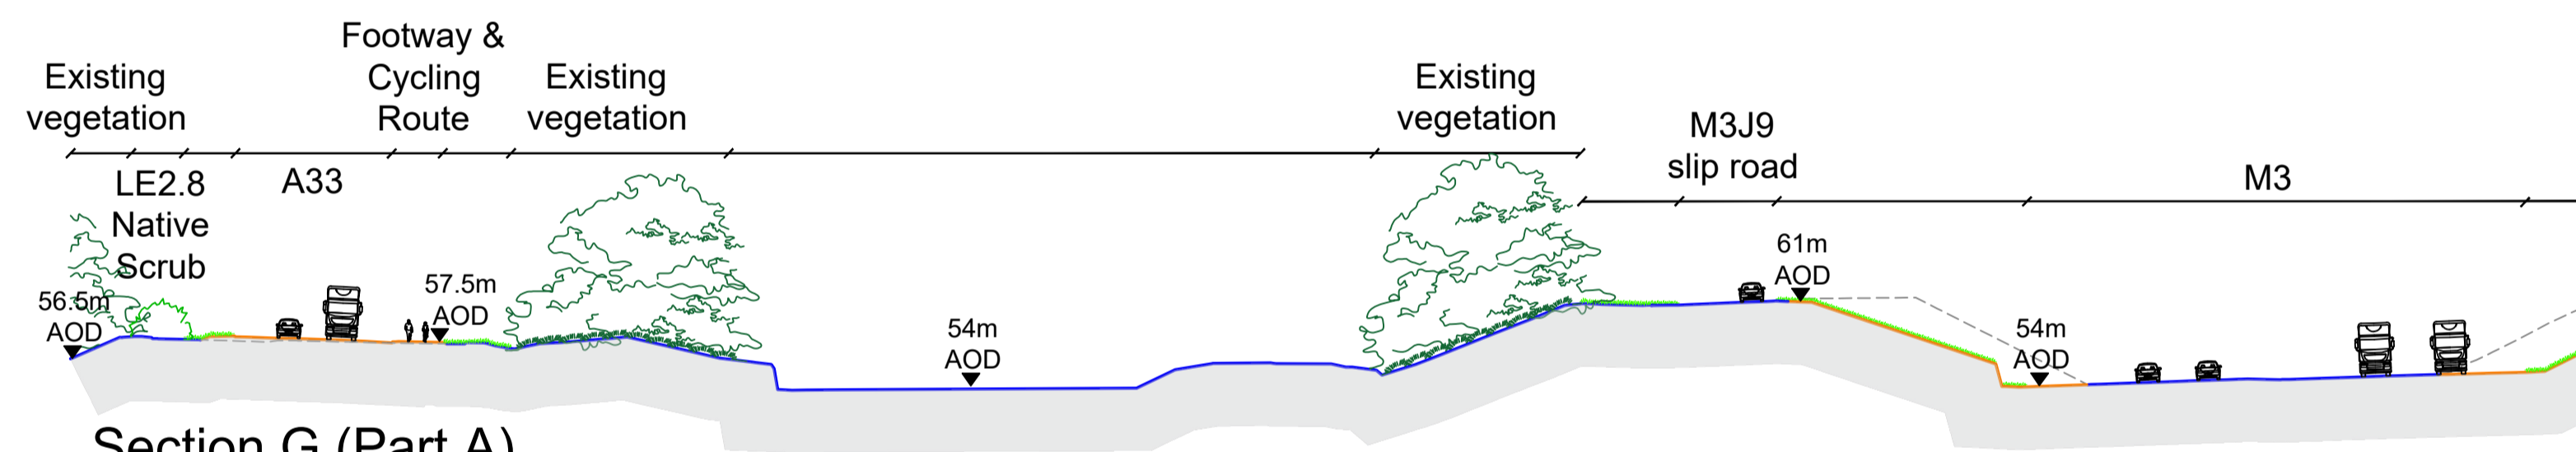 Existing
vegetation
Footway &
Cycling
Route
Existing
vegetation
Existing
vegetation
M3J9
slip road
M3
LE2.8
Native
Scrub
A33
56.5m
AOD
57.5m
AOD
54m
AOD
61m
AOD
54m
AOD
Section G (Part A)